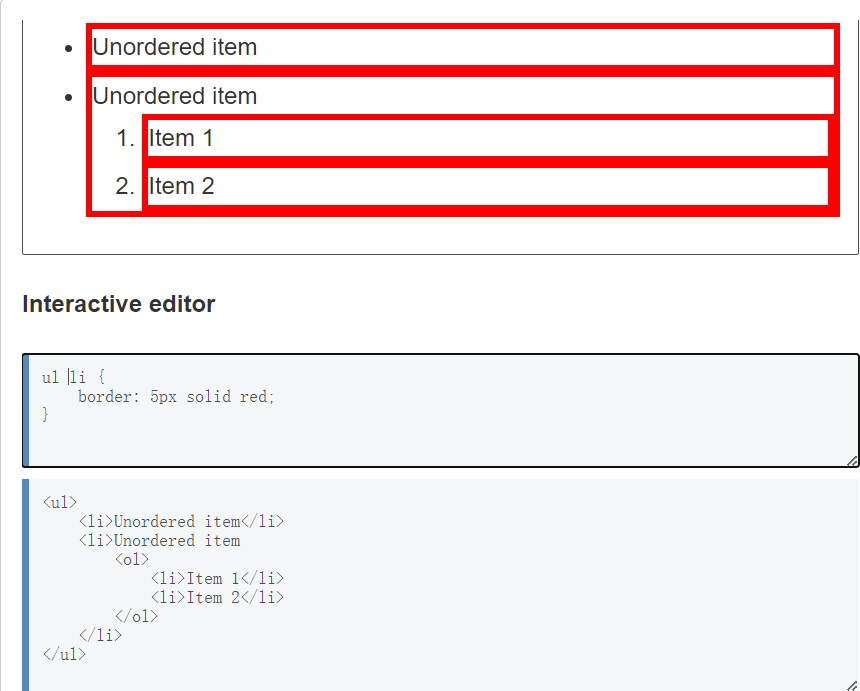 • Unordered item
• Unordered item
1. Item 1
2. Item 2
Interactive editor
ul li {
    border: 5px solid red;
}
<ul>
    <li>Unordered item</li>
    <li>Unordered item
        <ol>
            <li>Item 1</li>
            <li>Item 2</li>
        </ol>
    </li>
</ul>